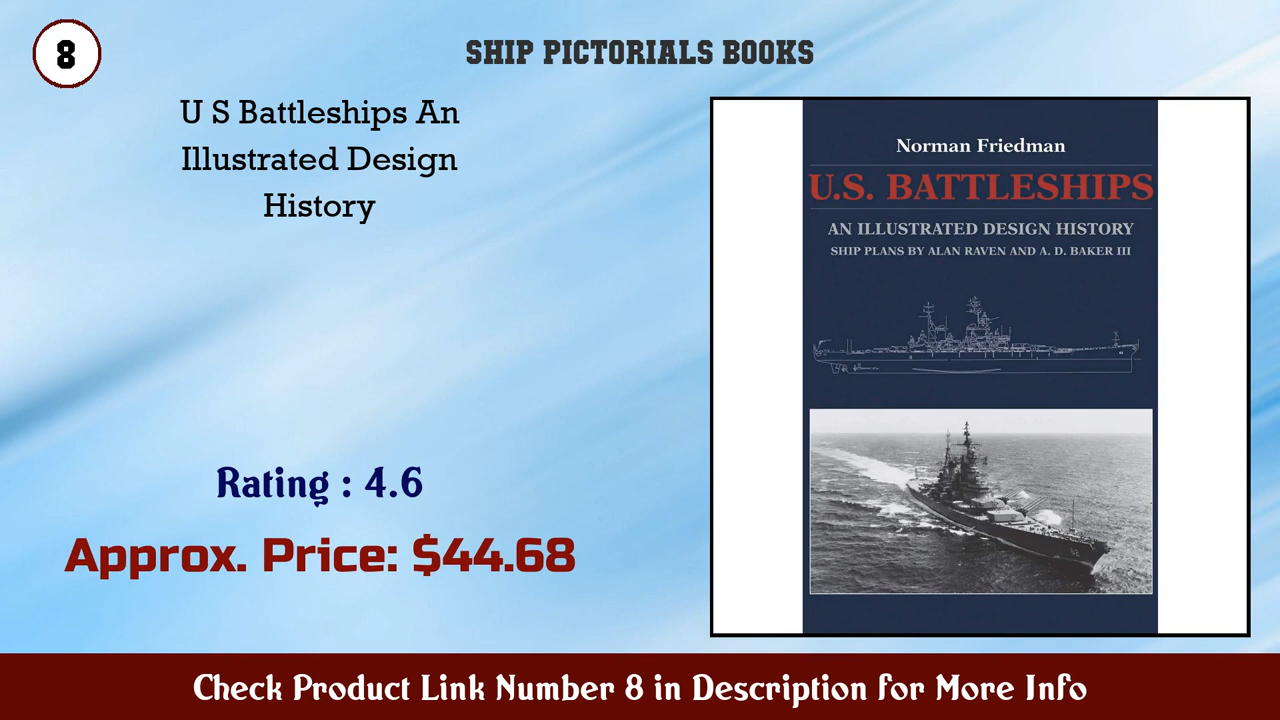 8
SHIP PICTORIALS BOOKS
U S Battleships An
Illustrated Design
History
Rating : 4.6
Approx. Price: $44.68
Norman Friedman
U.S. BATTLESHIPS
AN ILLUSTRATED DESIGN HISTORY
SHIP PLANS BY ALAN RAVEN AND A. D. BAKER III
Check Product Link Number 8 in Description for More Info